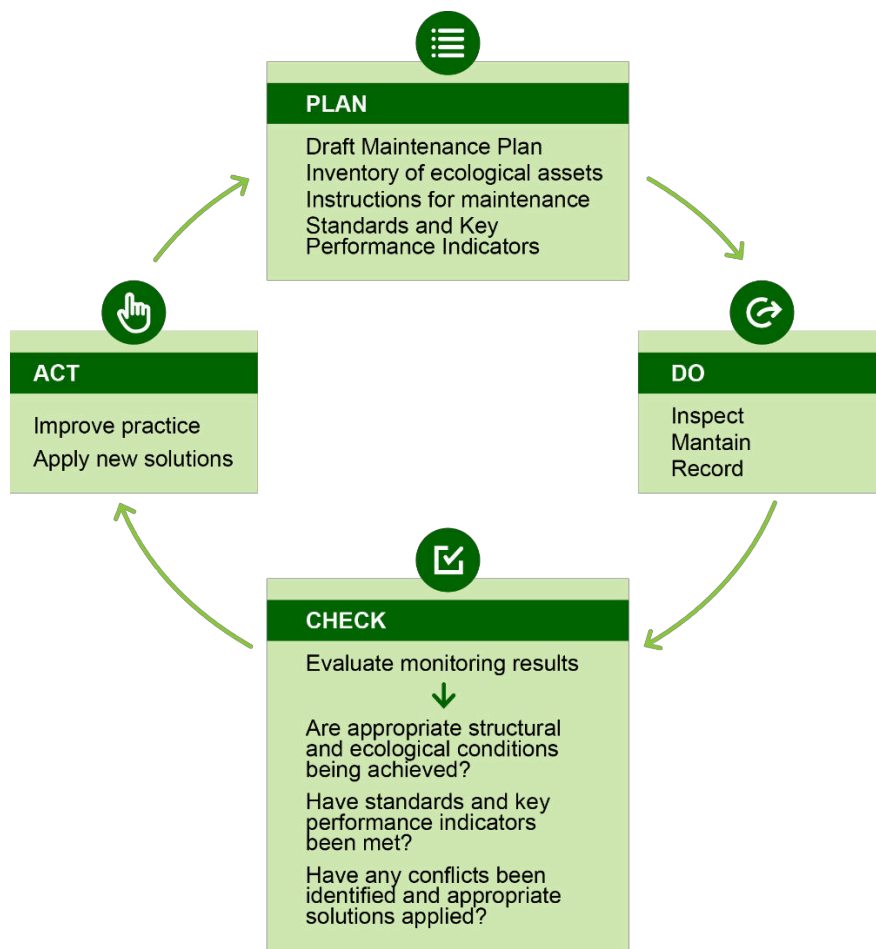 PLAN
Draft Maintenance Plan
Inventory of ecological assets
Instructions for maintenance
Standards and Key
Performance Indicators
DO
Inspect
Mantain
Record
CHECK
Evaluate monitoring results
Are appropriate structural
and ecological conditions
being achieved?
Have standards and key
performance indicators
been met?
Have any conflicts been
identified and appropriate
solutions applied?
ACT
Improve practice
Apply new solutions